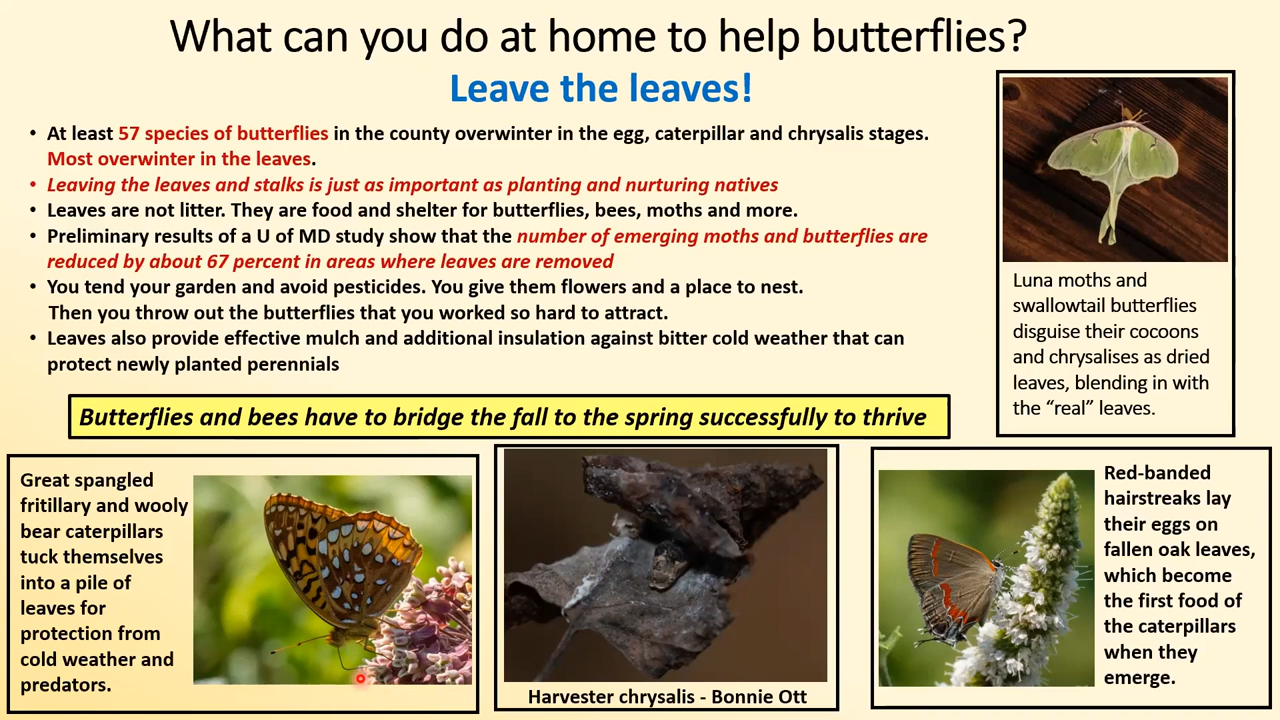 What can you do at home to help butterflies?
Leave the leaves!
• At least 57 species of butterflies in the county overwinter in the egg, caterpillar and chrysalis stages.
Most overwinter in the leaves.
• Leaving the leaves and stalks is just as important as planting and nurturing natives
• Leaves are not litter. They are food and shelter for butterflies, bees, moths and more.
• Preliminary results of a U of MD study show that the number of emerging moths and butterflies are
reduced by about 67 percent in areas where leaves are removed
• You tend your garden and avoid pesticides. You give them flowers and a place to nest.
Then you throw out the butterflies that you worked so hard to attract.
• Leaves also provide effective mulch and additional insulation against bitter cold weather that can
protect newly planted perennials
Butterflies and bees have to bridge the fall to the spring successfully to thrive
Luna moths and
swallowtail butterflies
disguise their cocoons
and chrysalises as dried
leaves, blending in with
the “real” leaves.
Great spangled
fritillary and wooly
bear caterpillars
tuck themselves
into a pile of
leaves for
protection from
cold weather and
predators.
Harvester chrysalis - Bonnie Ott
Red-banded
hairstreaks lay
their eggs on
fallen oak leaves,
which become
the first food of
the caterpillars
when they
emerge.